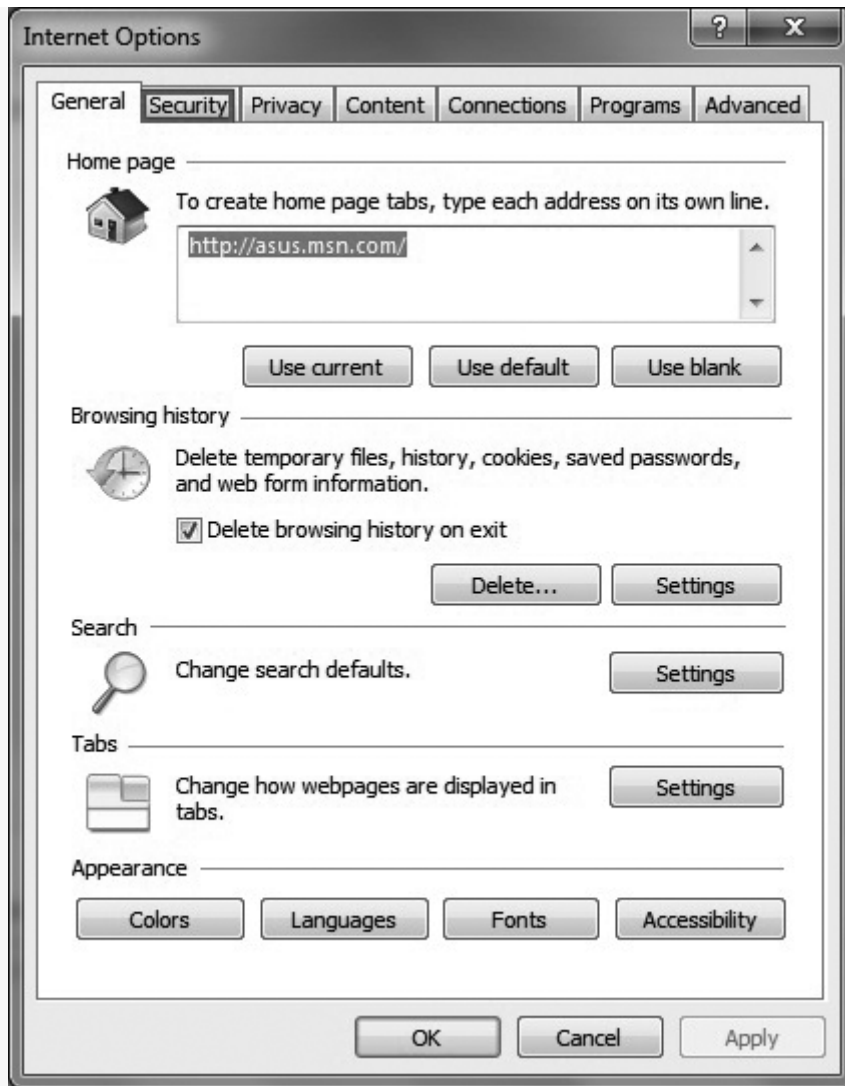 Internet Options
? X
General Security Privacy Content Connections Programs Advanced
Home page
To create home page tabs, type each address on its own line.
http://asus.msn.com/
Use current Use default Use blank
Browsing history
Delete temporary files, history, cookies, saved passwords,
and web form information.
Delete browsing history on exit
Delete... Settings
Search
Change search defaults. Settings
Tabs
Change how webpages are displayed in Settings
tabs.
Appearance
Colors Languages Fonts Accessibility
OK Cancel Apply